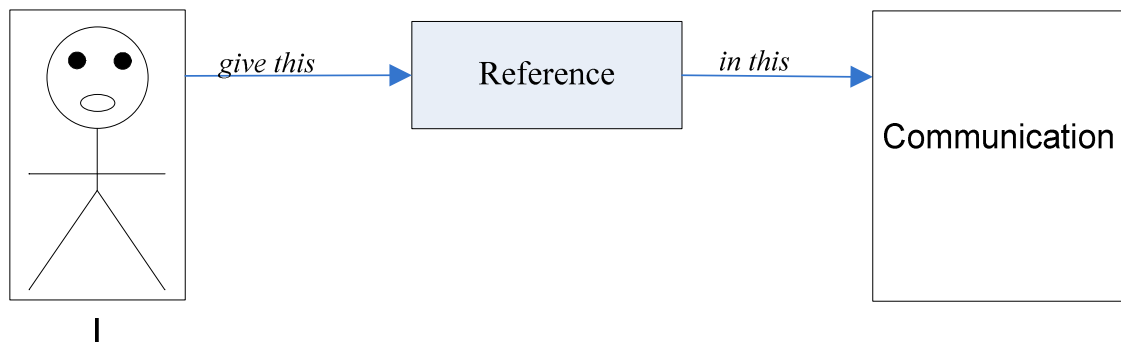 give this
Reference
in this
Communication
I